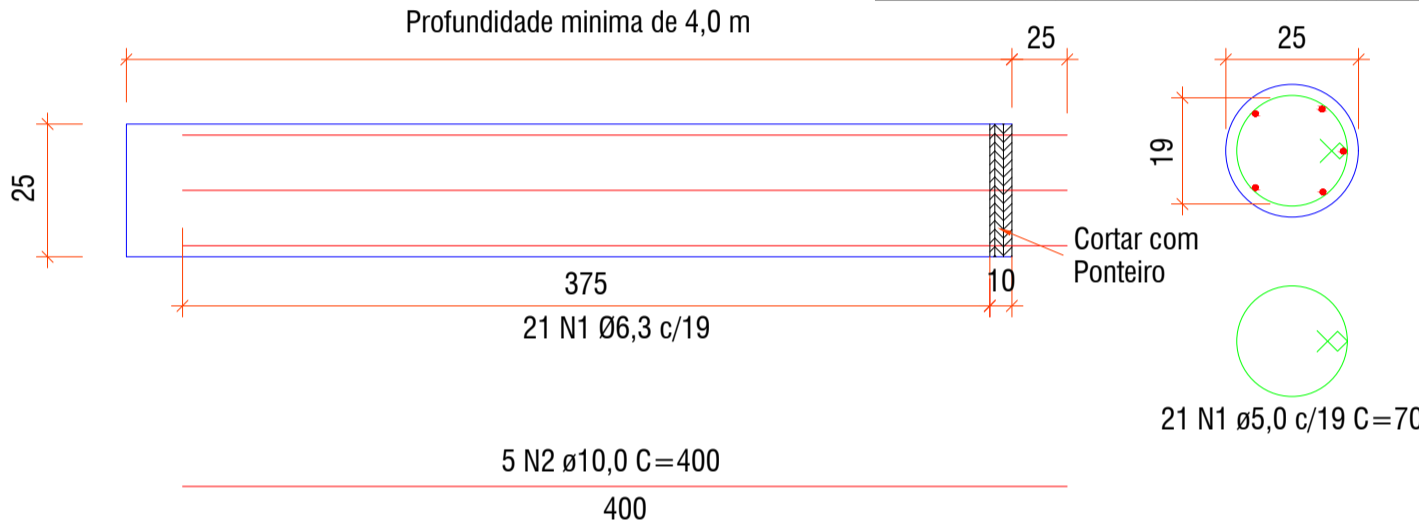 Profundidade minima de 4,0 m
25
25
25
19
Cortar com
Ponteiro
375
10
21 N1 Ø6,3 c/19
21 N1 ø5,0 c/19 C=70
5 N2 ø10,0 C=400
400